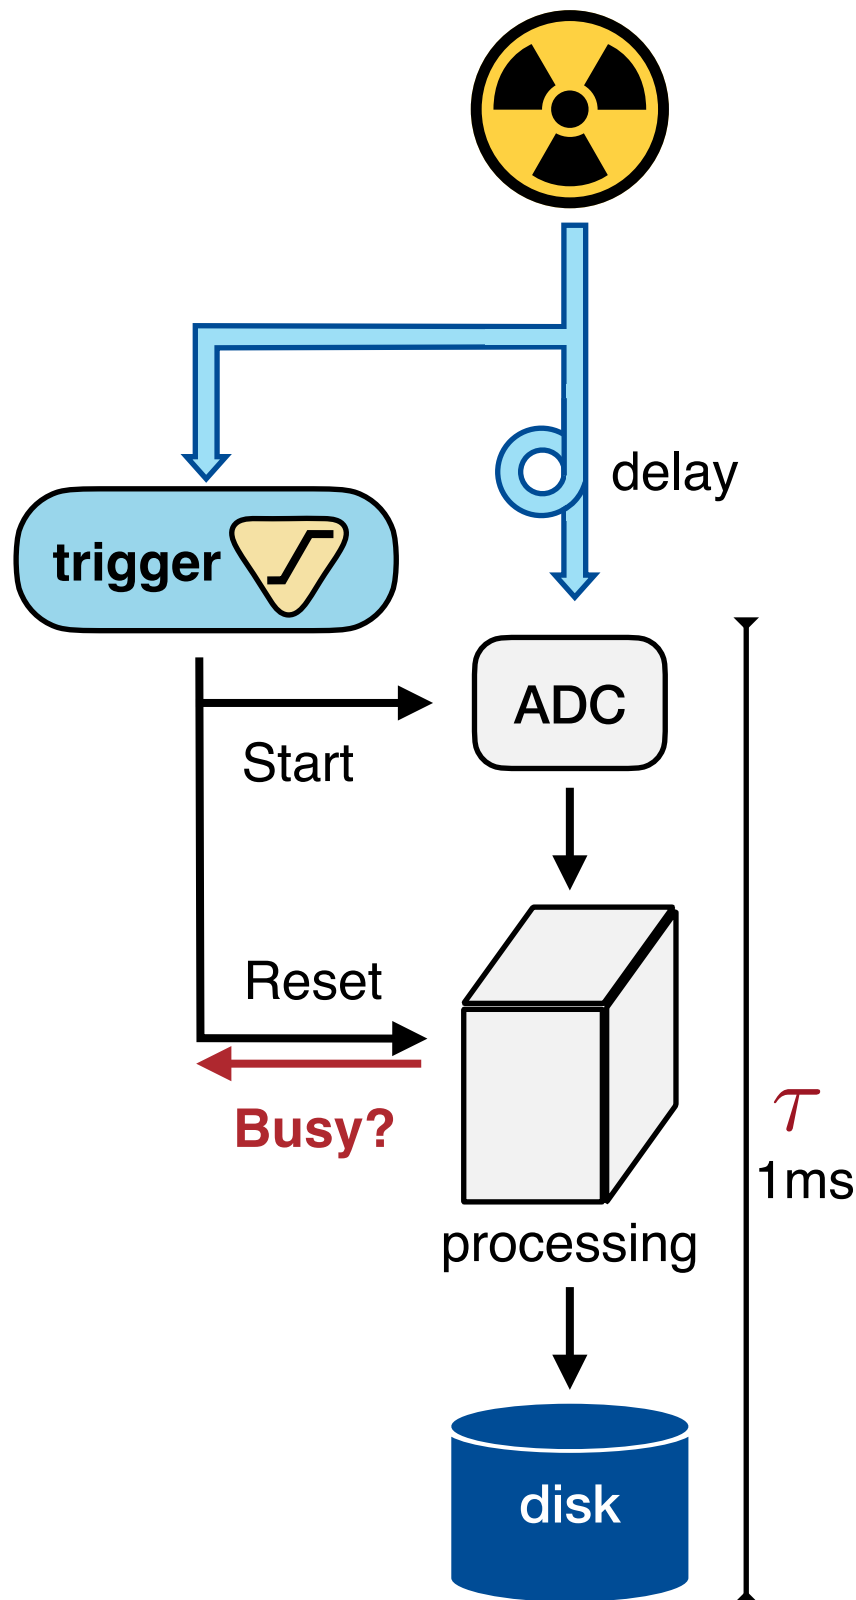 delay
trigger
ADC
Start
Reset
Busy?
τ
1ms
processing
disk